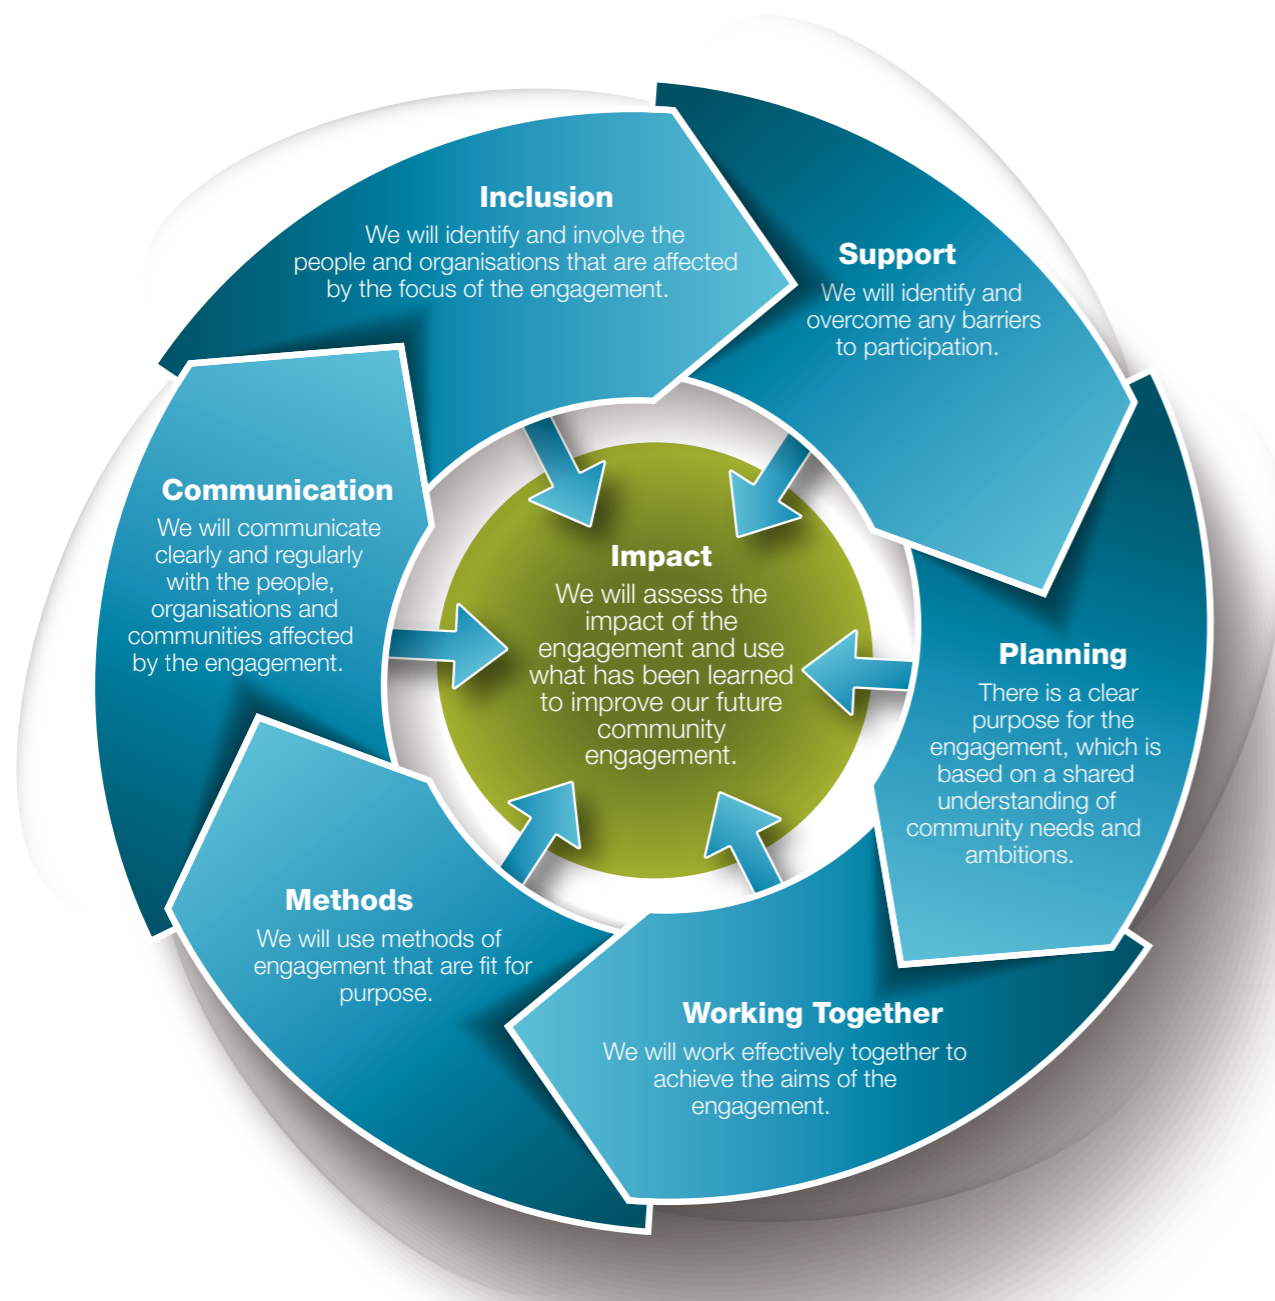 Inclusion
We will identify and involve the
people and organisations that are affected
by the focus of the engagement.
Support
We will identify and
overcome any barriers
to participation.
Planning
There is a clear
purpose for the
engagement, which is
based on a shared
understanding of
community needs and
ambitions.
Working Together
We will work effectively together to
achieve the aims of the
engagement.
Methods
We will use methods of
engagement that are fit for
purpose.
Communication
We will communicate
clearly and regularly
with the people,
organisations and
communities affected
by the engagement.
Impact
We will assess the
impact of the
engagement and use
what has been learned
to improve our future
community
engagement.